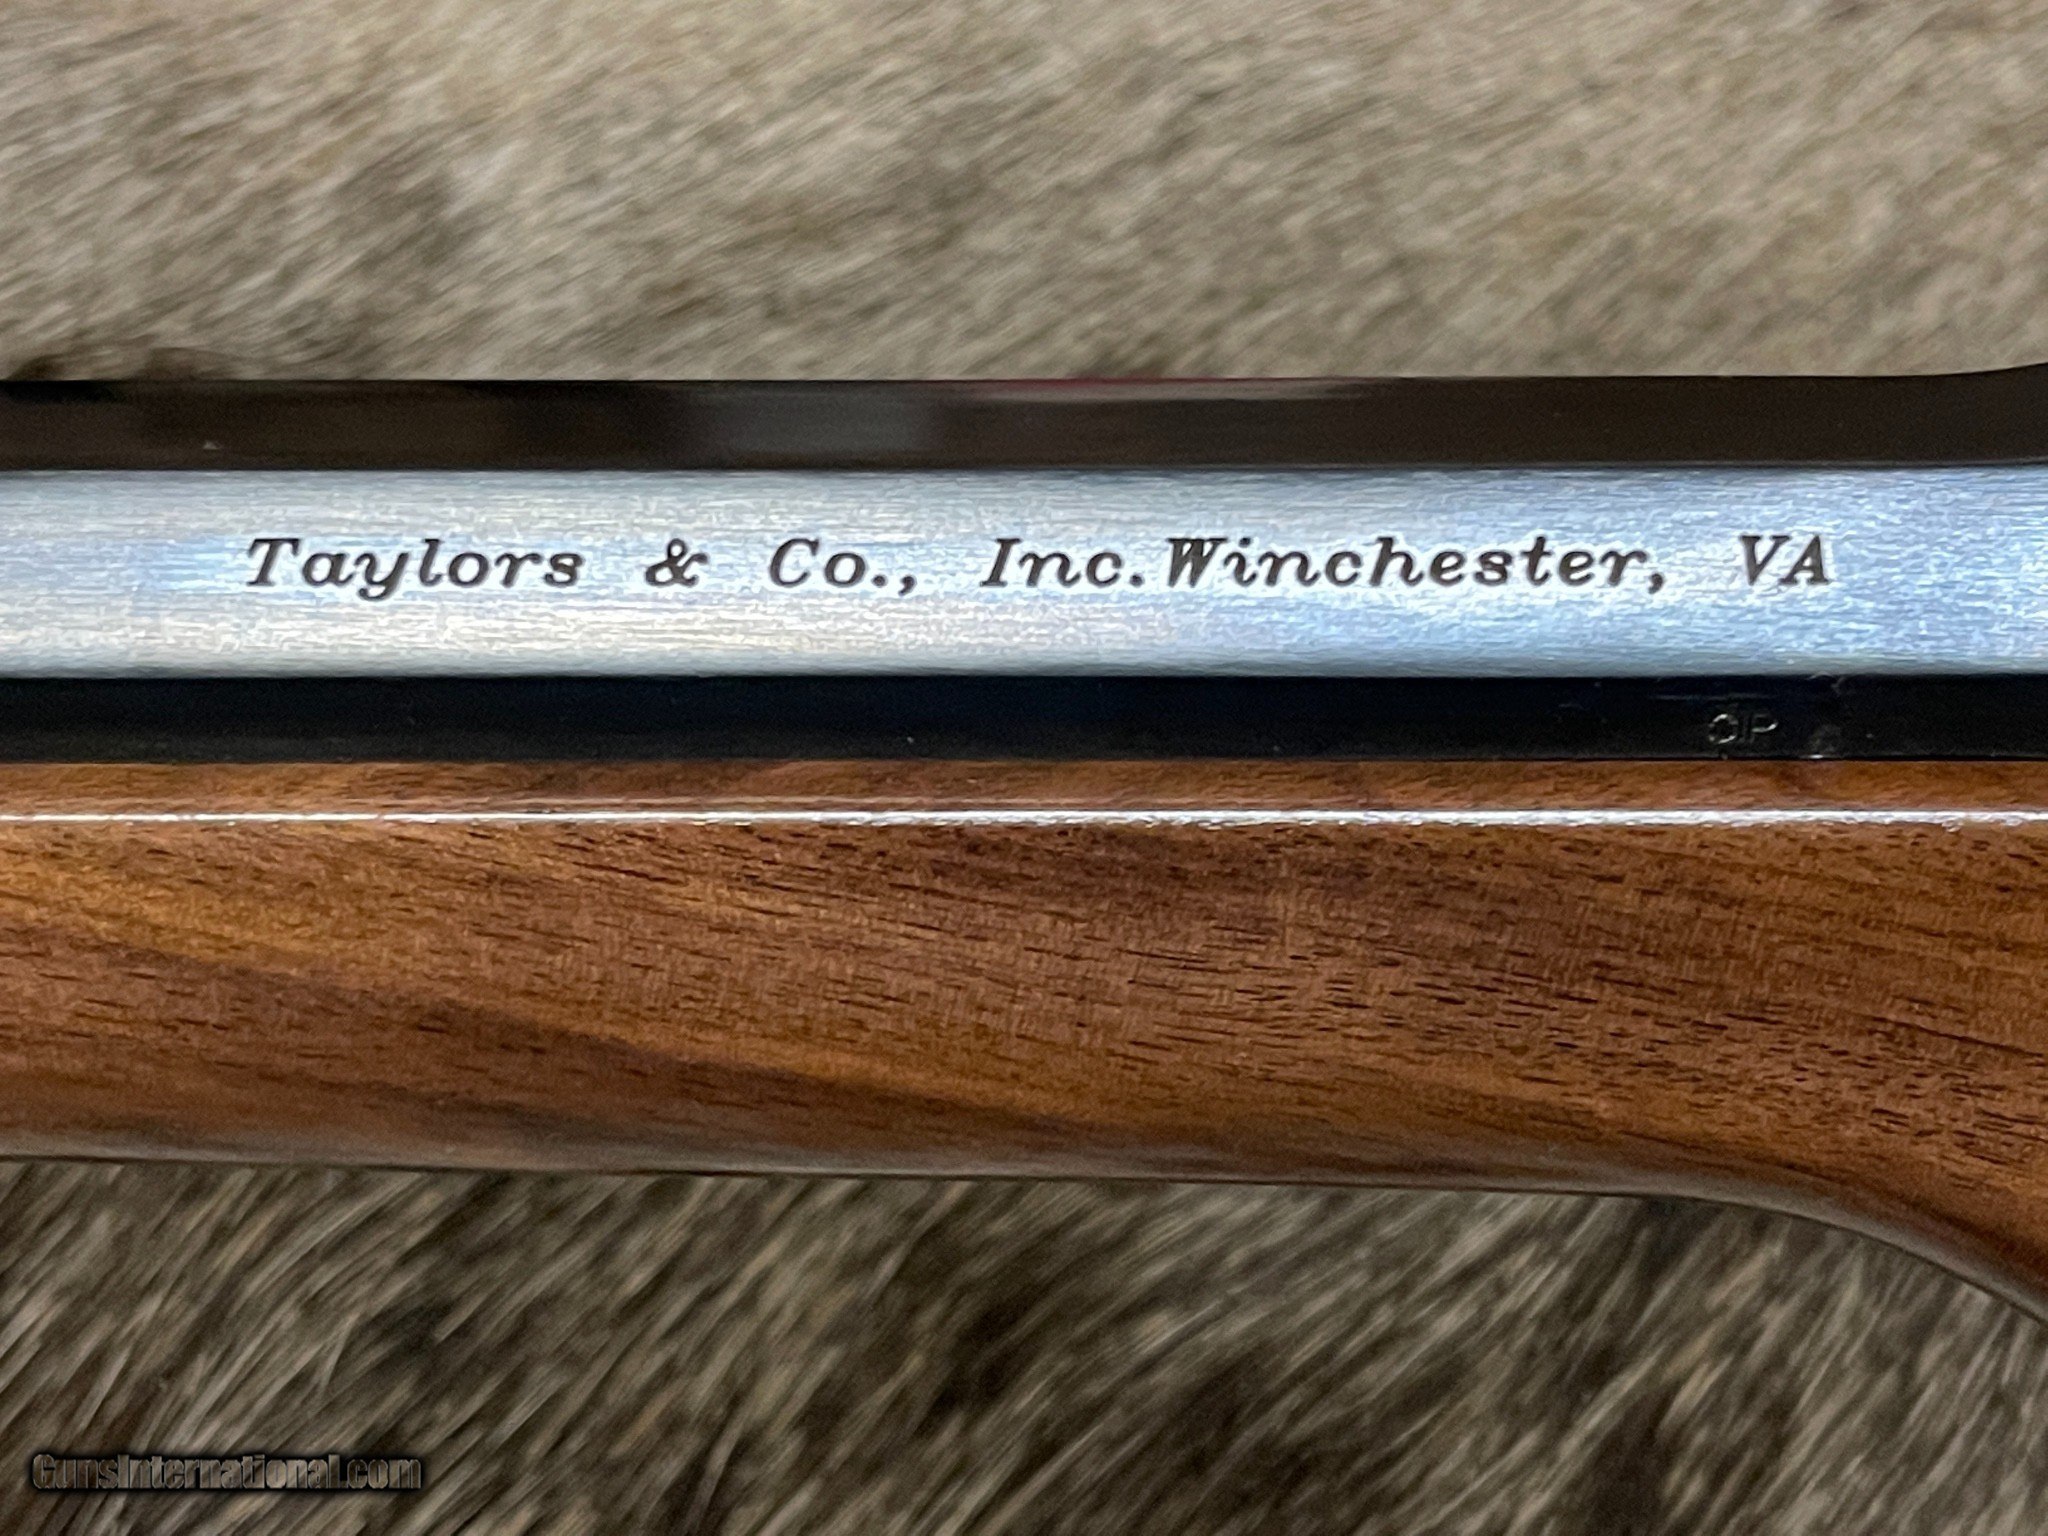 Taylors & Co., Inc. Winchester, VA
GunsInternational.com